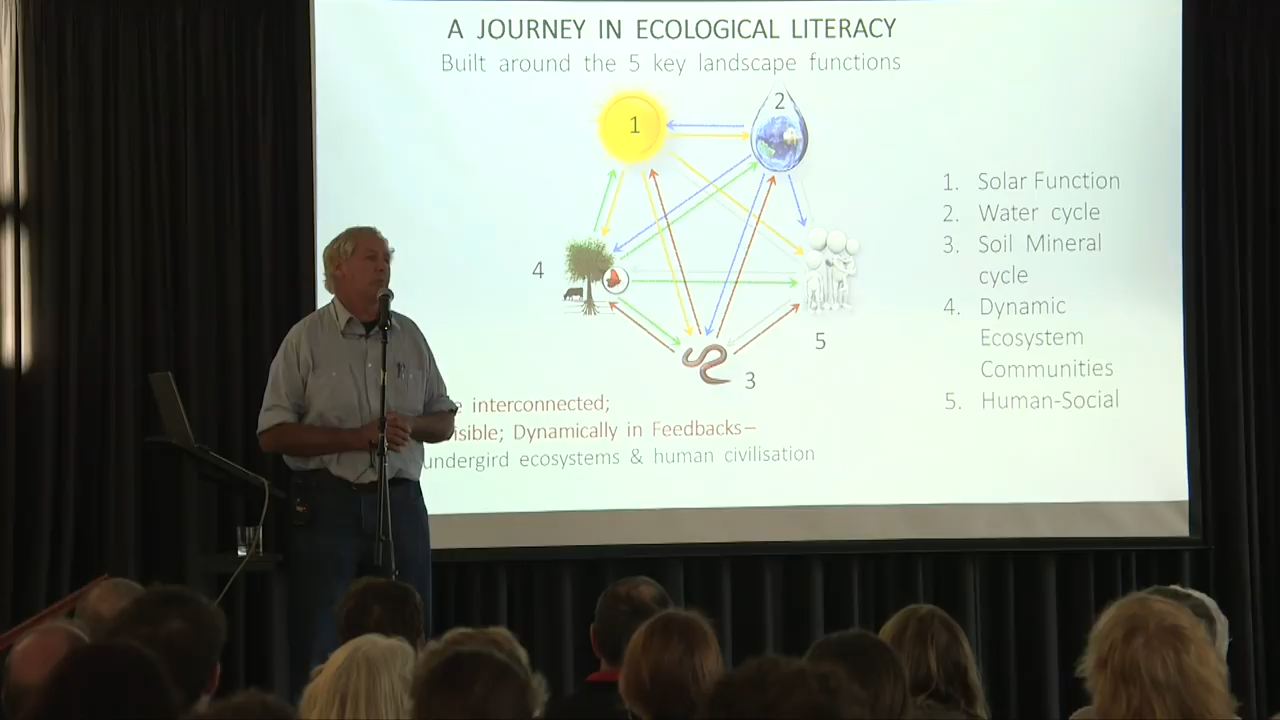 A JOURNEY IN ECOLOGICAL LITERACY
Built around the 5 key landscape functions
1
2
4
5
3
1. Solar Function
2. Water cycle
3. Soil Mineral
cycle
4. Dynamic
Ecosystem
Communities
5. Human-Social
interconnected;
Dynamically in Feedbacks–
undergird ecosystems & human civilisation